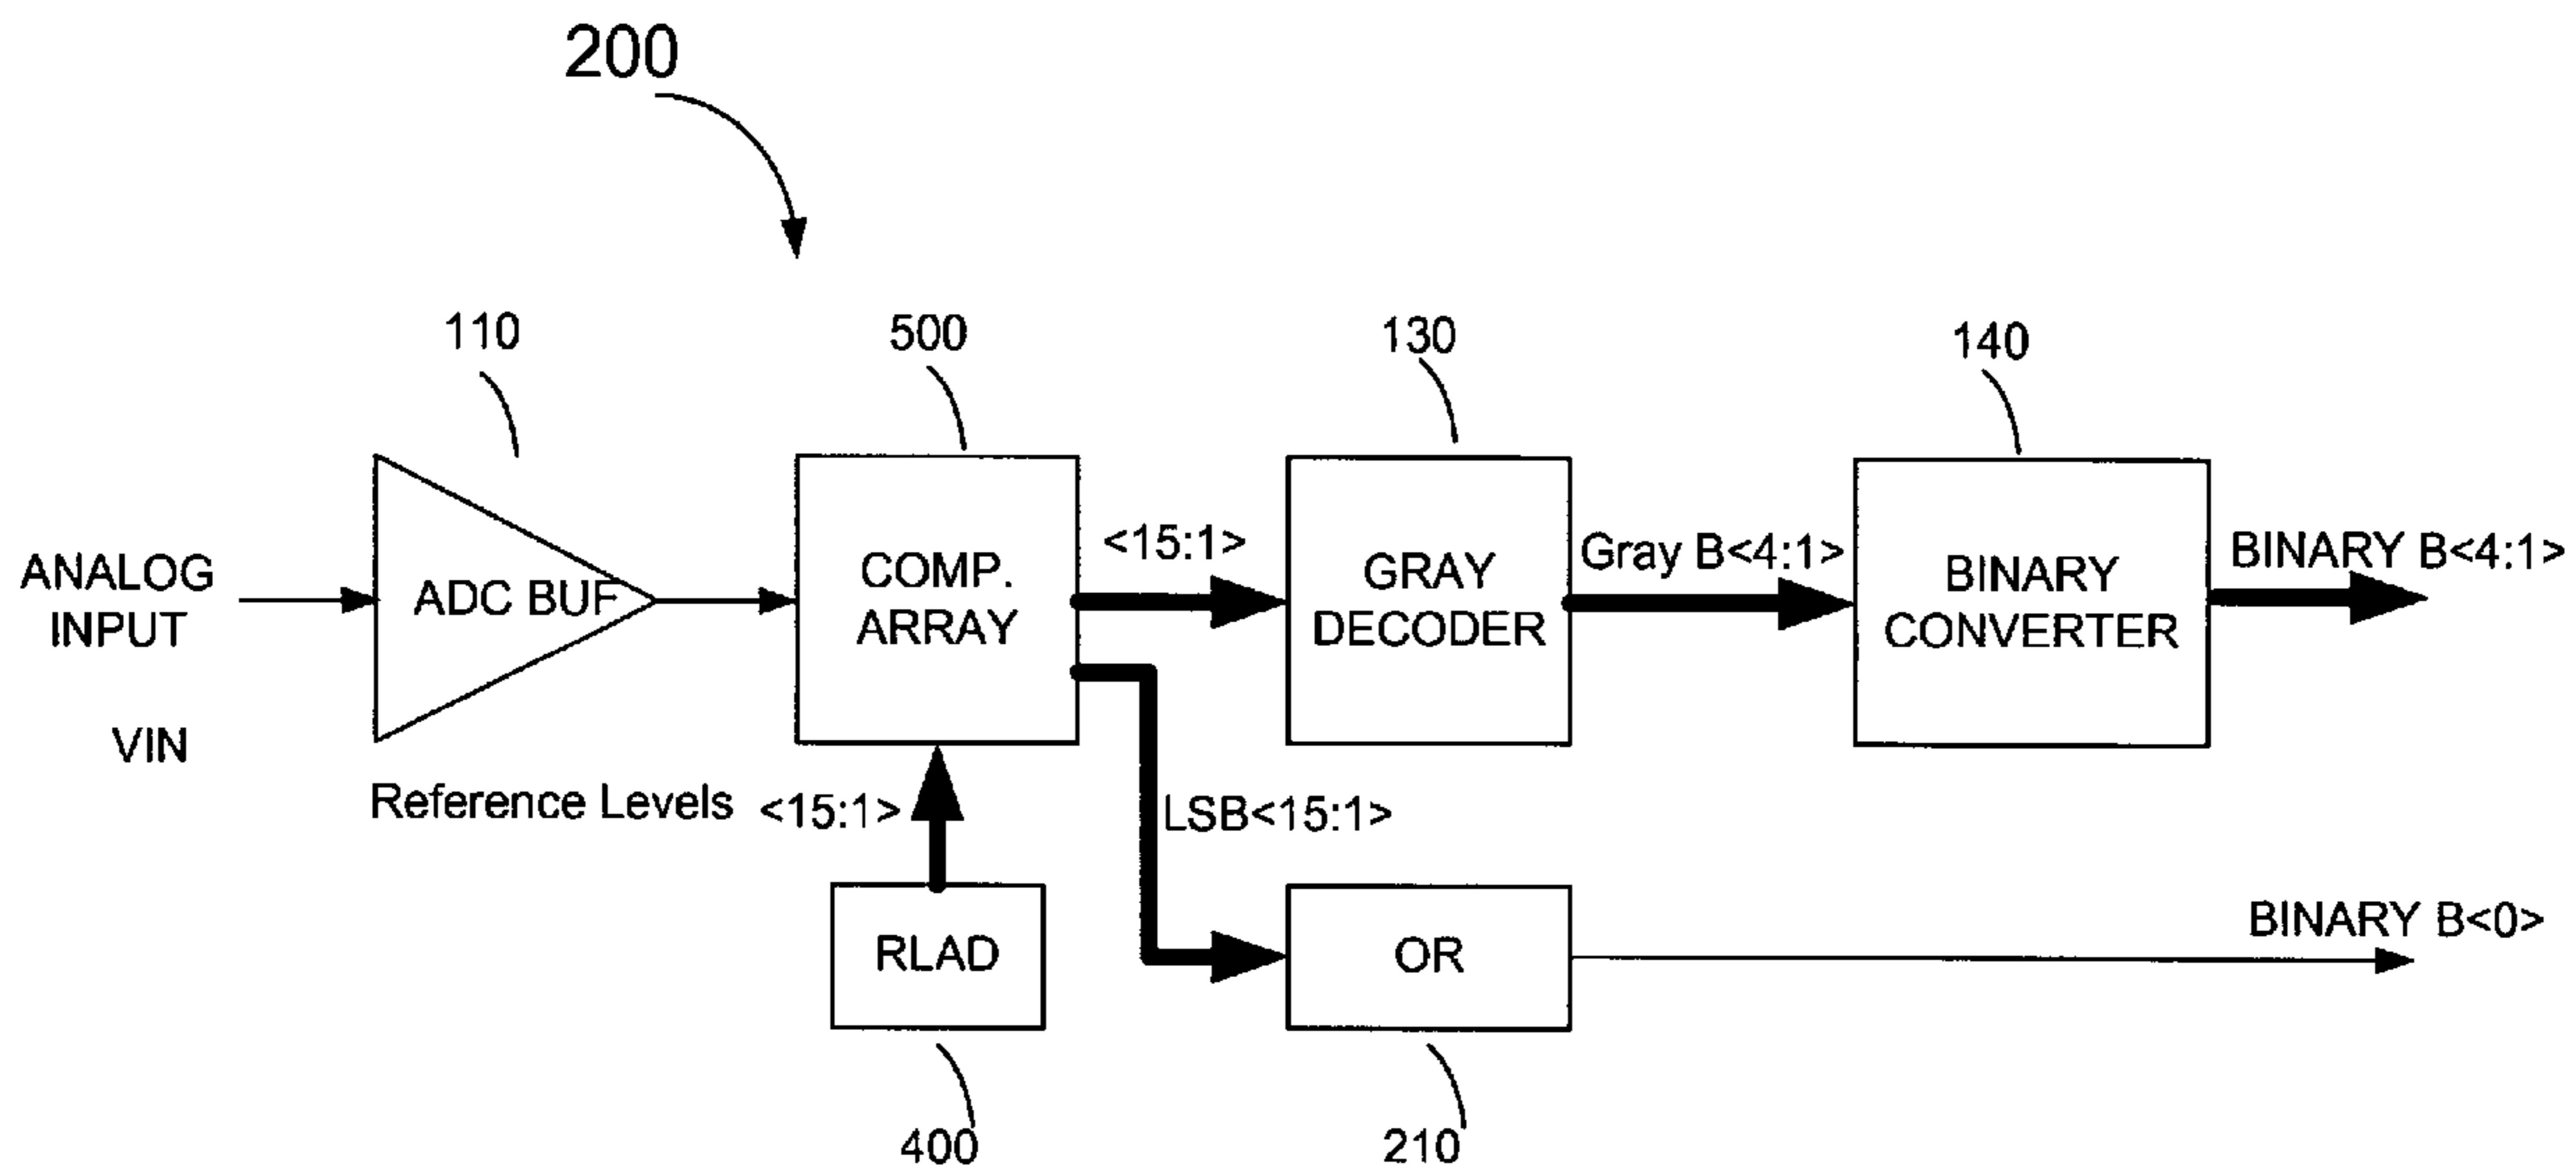 200
110
500
130
140
ANALOG
INPUT
VIN
ADC BUF
COMP.
ARRAY
<15:1>
GRAY
DECODER
Gray B<4:1>
BINARY
CONVERTER
BINARY B<4:1>
Reference Levels <15:1>
LSB<15:1>
RLAD
OR
BINARY B<0>
400
210